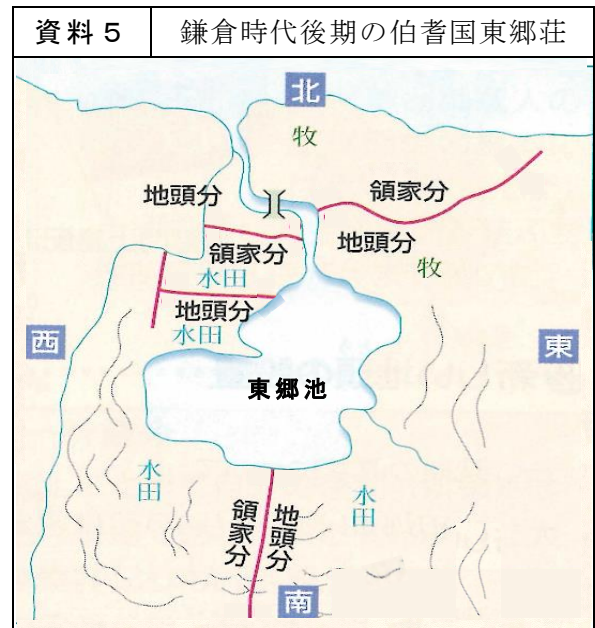 資料5 鎌倉時代後期の伯耆国東郷荘
北
牧
地頭分
領家分
領家分
地頭分
水田
牧
地頭分
水田
西
東
東郷池
水田
水田
領家分
地頭分
南